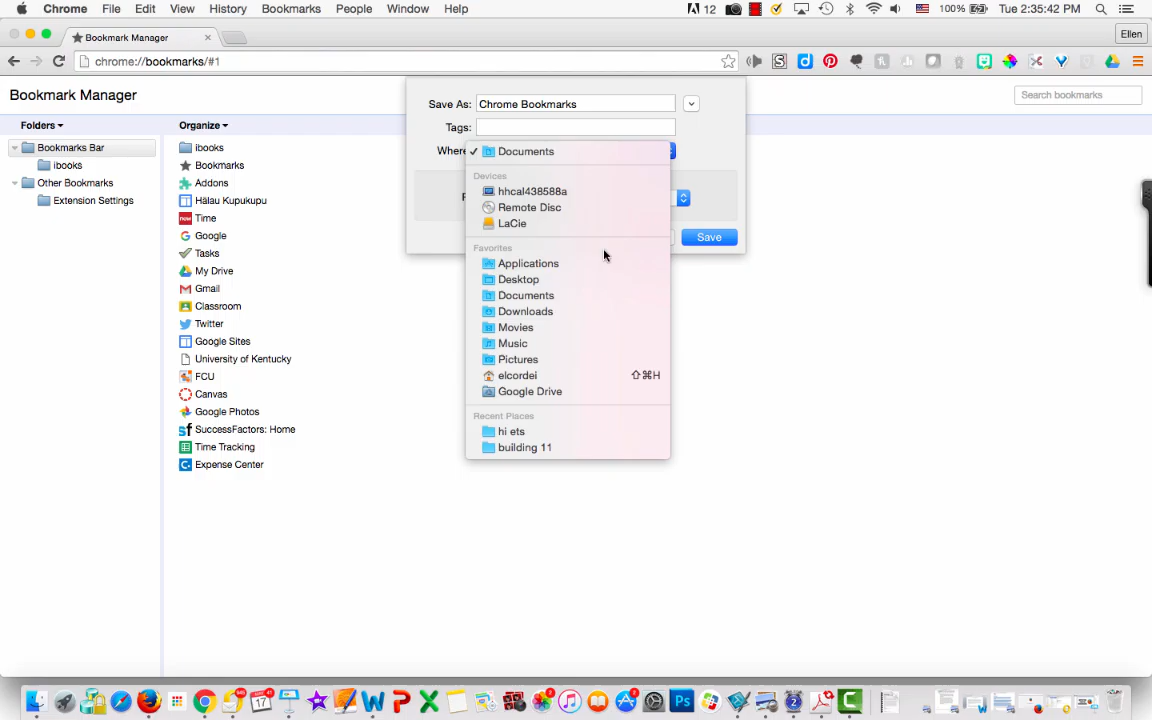 Chrome File Edit View History Bookmarks People Window Help 12 100% Tue 2:35:42 PM
Bookmark Manager Ellen
chrome://bookmarks/#1
Bookmark Manager Search bookmarks
Folders Organize
Bookmarks Bar
ibooks
Other Bookmarks
Extension Settings
ibooks
Bookmarks
Addons
Hālau Kupukupu
Time
Google
Tasks
My Drive
Gmail
Classroom
Twitter
Google Sites
University of Kentucky
FCU
Canvas
Google Photos
SuccessFactors: Home
Time Tracking
Expense Center
Save As: Chrome Bookmarks
Tags:
Where
Documents
Devices
hhcal438588a
Remote Disc
LaCie
Save
Favorites
Applications
Desktop
Documents
Downloads
Movies
Music
Pictures
elcordei ⇧⌘H
Google Drive
Recent Places
hi ets
building 11